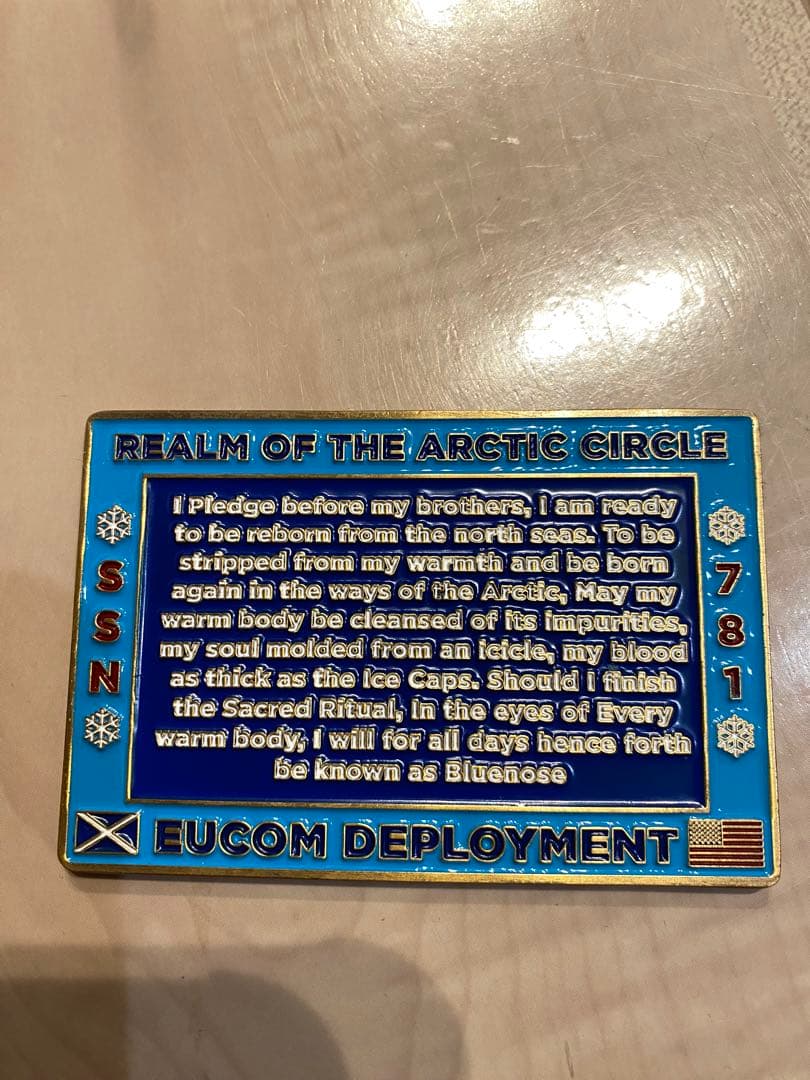 REALM OF THE ARCTIC CIRCLE
I Pledge before my brothers, I am ready
to be reborn from the north seas. To be
stripped from my warmth and be born
again in the ways of the Arctic, May my
warm body be cleansed of its impurities,
my soul molded from an icicle, my blood
as thick as the Ice Caps. Should I finish
the Sacred Ritual, In the eyes of Every
warm body, I will for all days hence forth
be known as Bluenose
SSN
781
EUCOM DEPLOYMENT